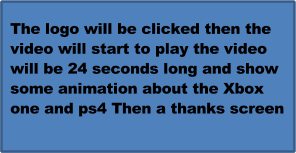 The logo will be clicked then the
video will start to play the video
will be 24 seconds long and show
some animation about the Xbox
one and ps4 Then a thanks screen